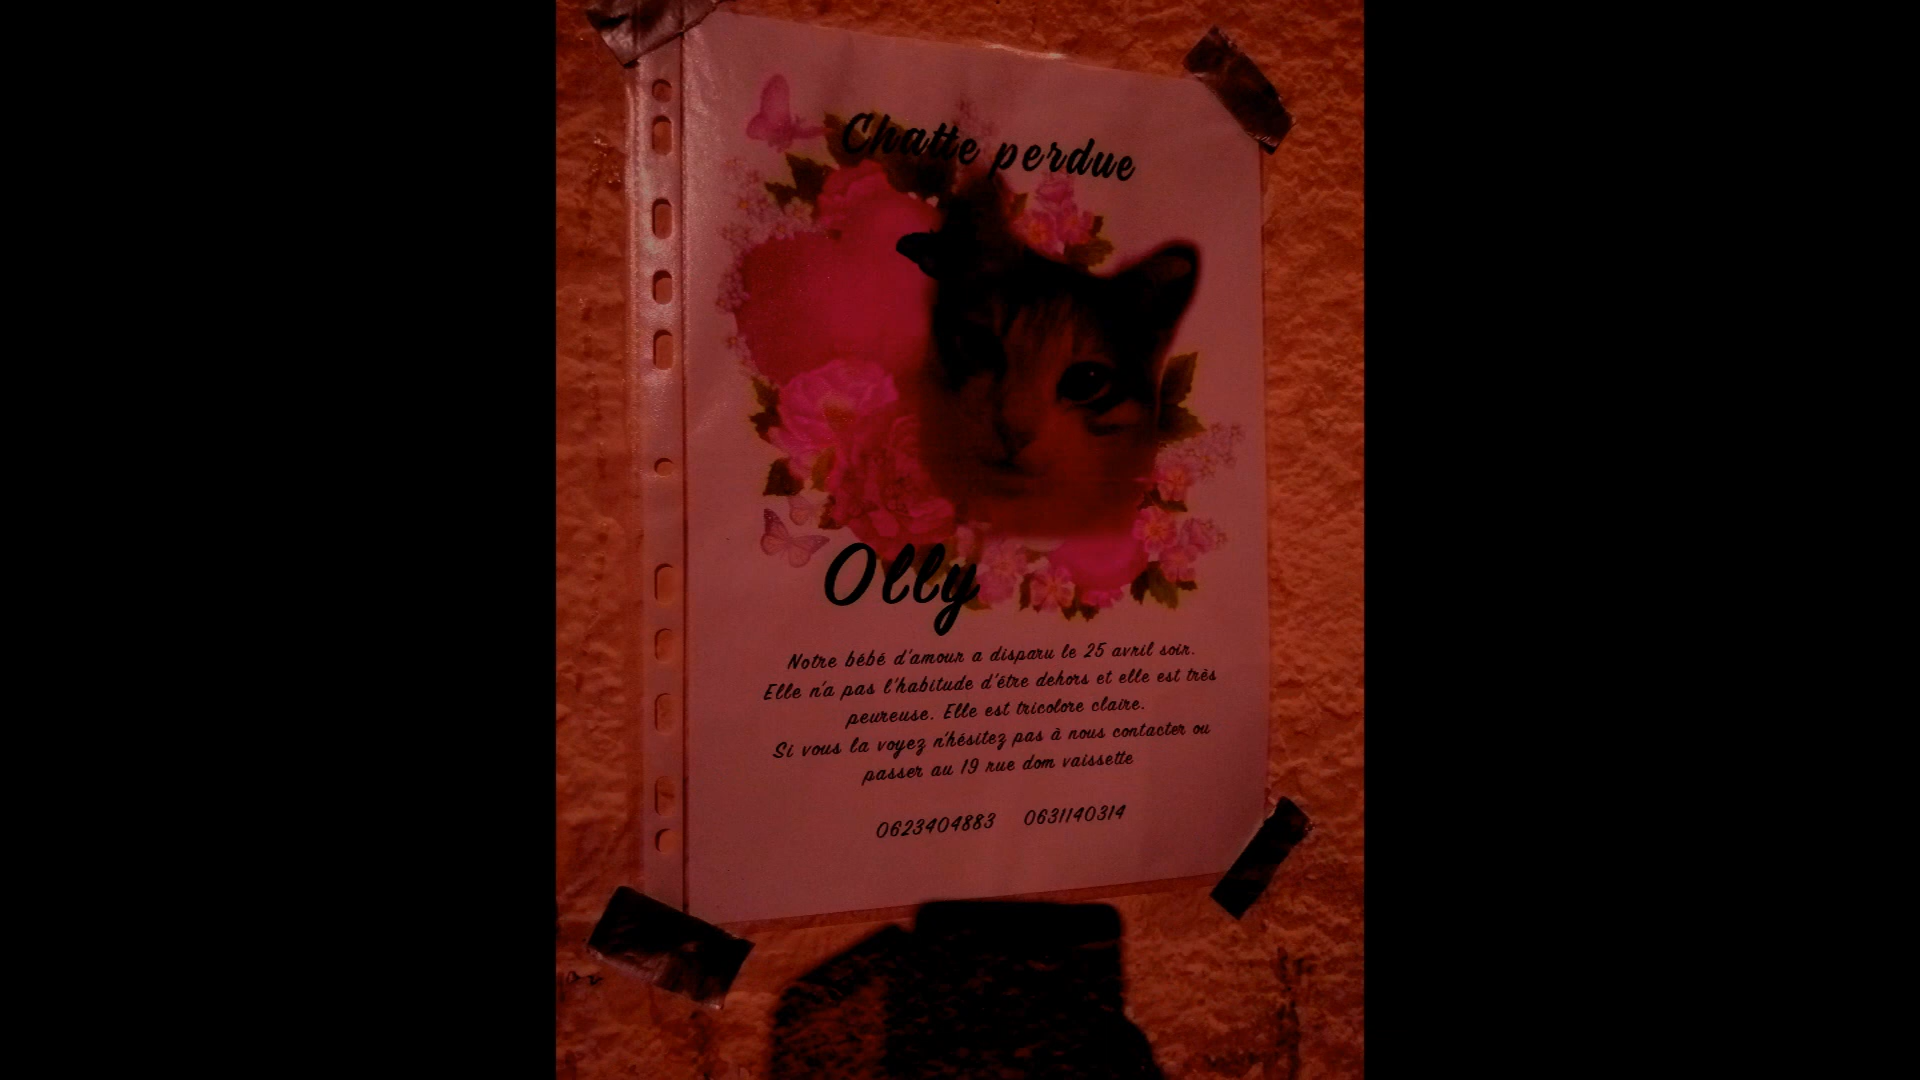 Chatte perdue
Olly
Notre bébé d'amour a disparu le 25 avril soir.
Elle n'a pas l'habitude d'être dehors et elle est très
peureuse. Elle est tricolore claire.
Si vous la voyez n'hésitez pas à nous contacter ou
passer au 19 rue dom vaissette
0623404883 0631140314